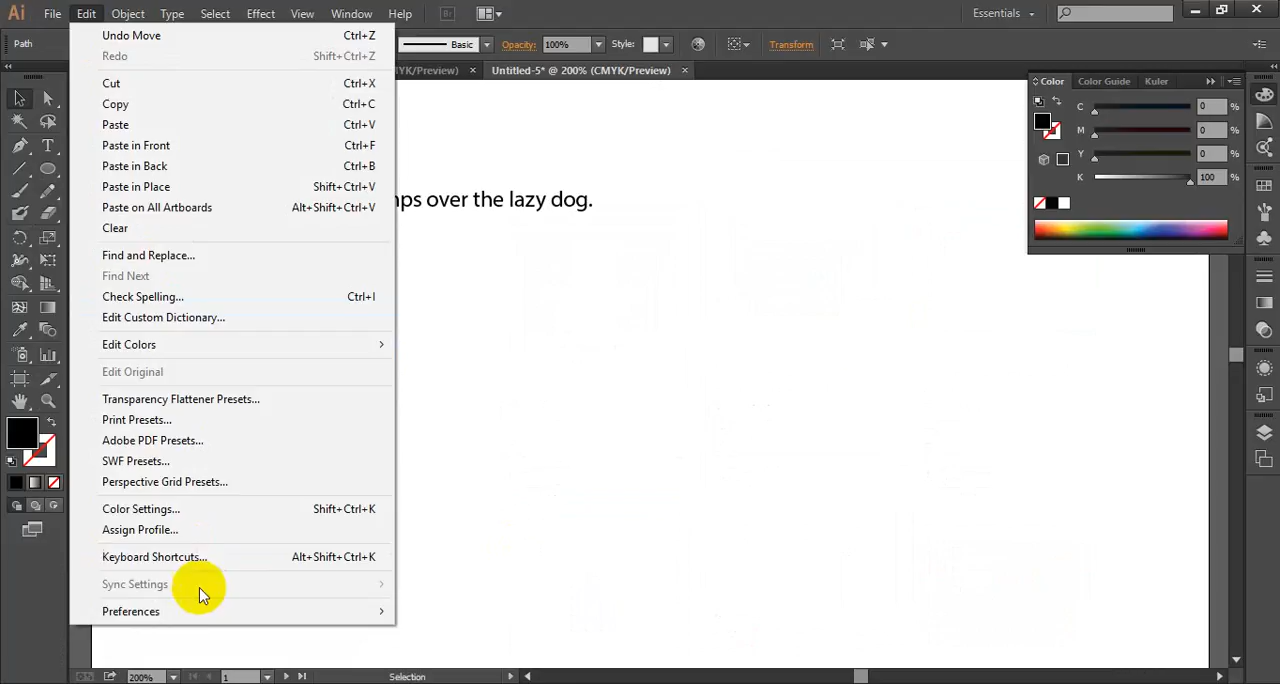 Ai File Edit Object Type Select Effect View Window Help Br Essentials
Path Basic Opacity: 100% Style: Transform
MYK/Preview) × Untitled-5* @ 200% (CMYK/Preview) ×
Undo Move Ctrl+Z
Redo Shift+Ctrl+Z
Cut Ctrl+X
Copy Ctrl+C
Paste Ctrl+V
Paste in Front Ctrl+F
Paste in Back Ctrl+B
Paste in Place Shift+Ctrl+V
Paste on All Artboards Alt+Shift+Ctrl+V
Clear
Find and Replace...
Find Next
Check Spelling... Ctrl+I
Edit Custom Dictionary...
Edit Colors
Edit Original
Transparency Flattener Presets...
Print Presets...
Adobe PDF Presets...
SWF Presets...
Perspective Grid Presets...
Color Settings... Shift+Ctrl+K
Assign Profile...
Keyboard Shortcuts... Alt+Shift+Ctrl+K
Sync Settings
Preferences
mps over the lazy dog.
Color Color Guide Kuler
C 0 %
M 0 %
Y 0 %
K 100 %
200% 1 Selection